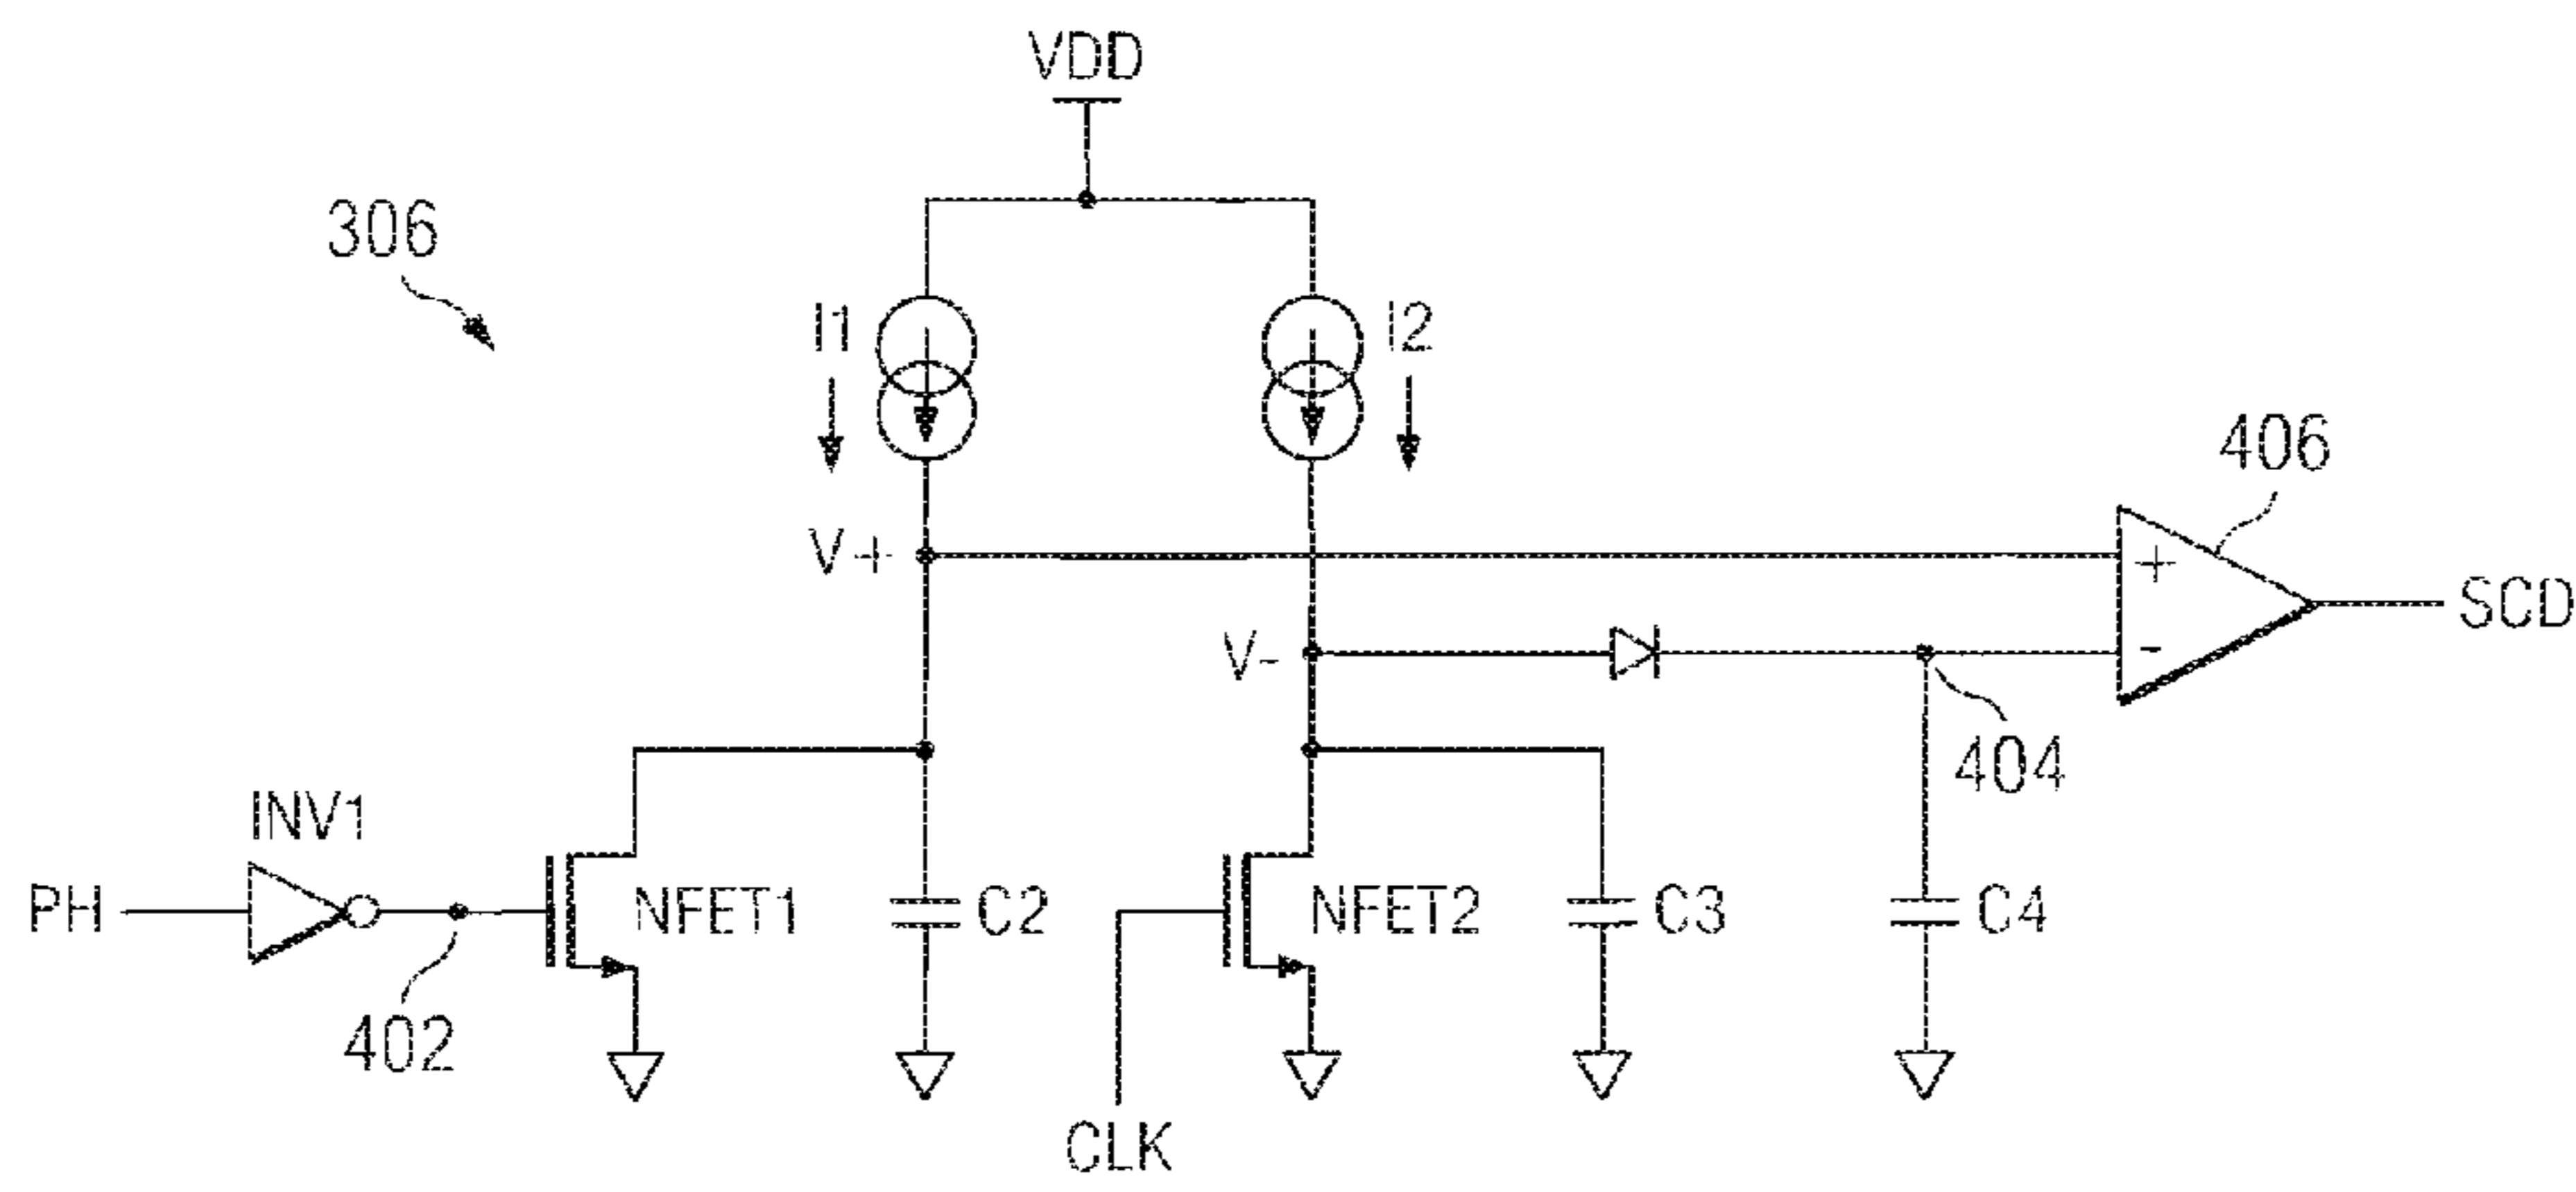 VDD
306
I1
I2
406
V+
+
SCD
V-
-
404
INV1
PH
NFET1
C2
NFET2
C3
C4
402
CLK